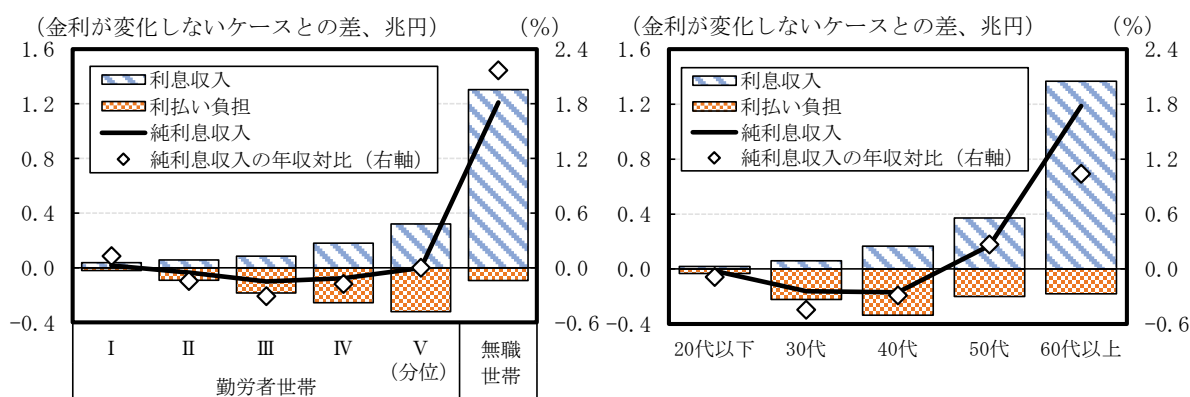 （金利が変化しないケースとの差、兆円）
（%）
1.6
1.2
0.8
0.4
0.0
−0.4
2.4
1.8
1.2
0.6
0.0
−0.6
利息収入
利払い負担
純利息収入
純利息収入の年収対比（右軸）
Ⅰ
Ⅱ
Ⅲ
Ⅳ
Ⅴ
（分位）
無職
世帯
勤労者世帯
（金利が変化しないケースとの差、兆円）
（%）
1.6
1.2
0.8
0.4
0.0
−0.4
2.4
1.8
1.2
0.6
0.0
−0.6
利息収入
利払い負担
純利息収入
純利息収入の年収対比（右軸）
20代以下
30代
40代
50代
60代以上